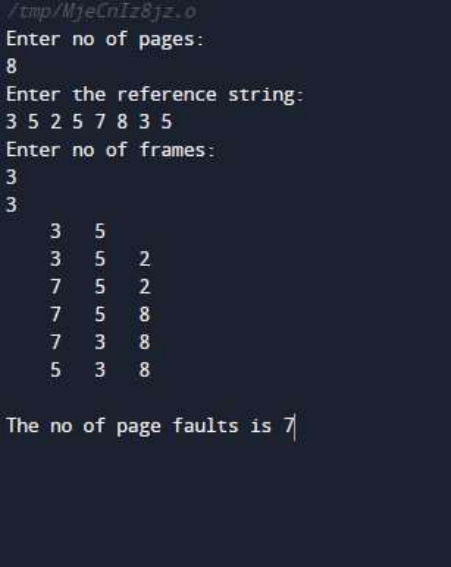 /tmp/MjeCnIz8jz.o
Enter no of pages:
8
Enter the reference string:
3 5 2 5 7 8 3 5
Enter no of frames:
3
3
3 5
3 5 2
7 5 2
7 5 8
7 3 8
5 3 8
The no of page faults is 7